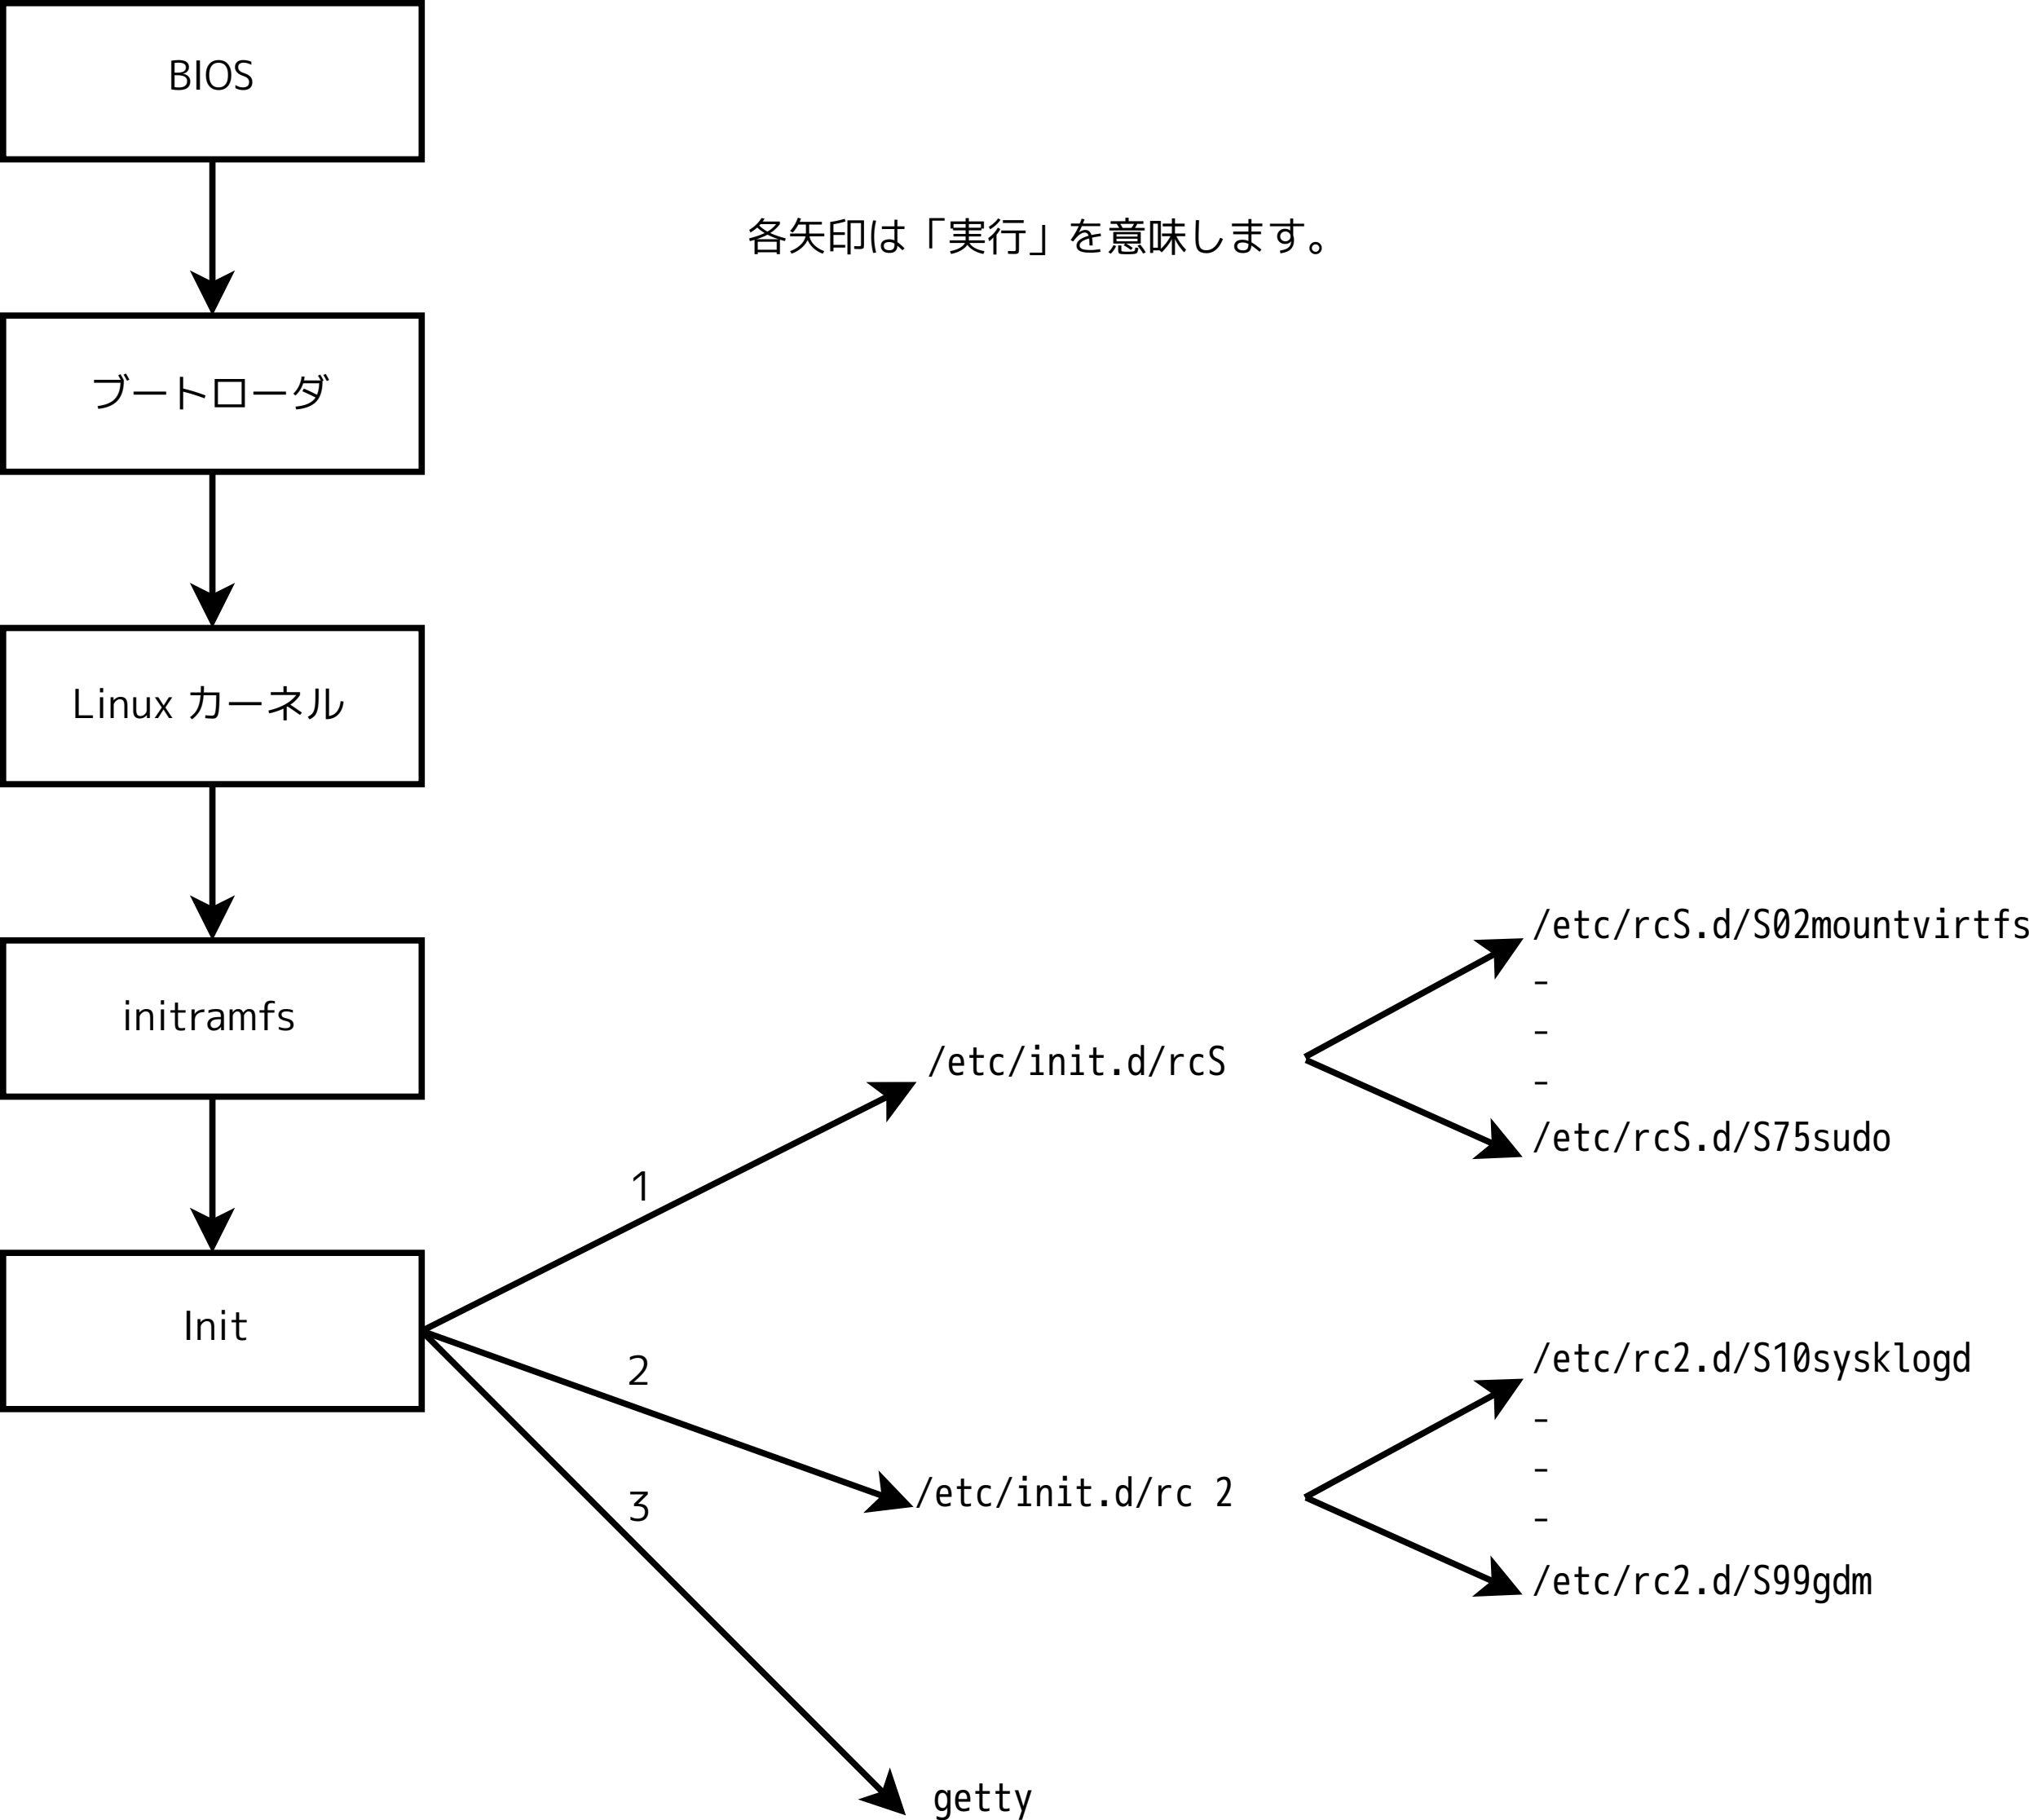 BIOS
各矢印は「実行」を意味します。
ブートローダ
Linux カーネル
initramfs
Init
1
2
3
/etc/init.d/rcS
/etc/rcS.d/S02mountvirtfs
-
-
-
/etc/rcS.d/S75sudo
/etc/init.d/rc 2
/etc/rc2.d/S10sysklogd
-
-
-
/etc/rc2.d/S99gdm
getty